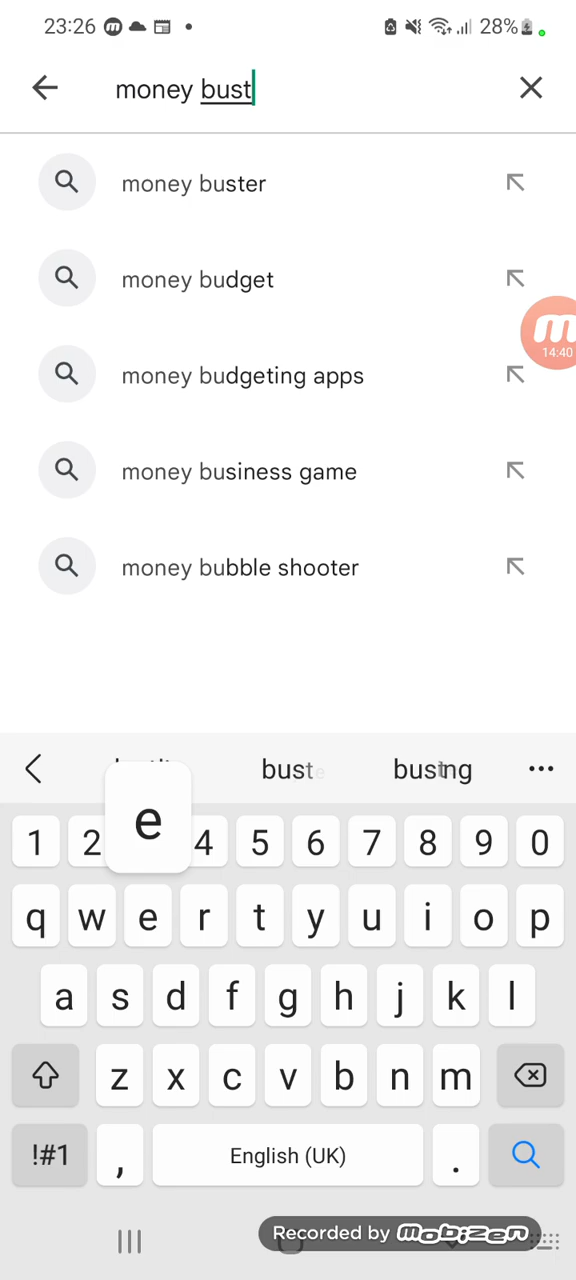 23:26 28%
money bust
money buster
money budget
money budgeting apps
14:40
money business game
money bubble shooter
e
1 2 4 5 6 7 8 9 0
q w e r t y u i o p
a s d f g h j k l
z x c v b n m
!#1 , English (UK) .
Recorded by mobizen